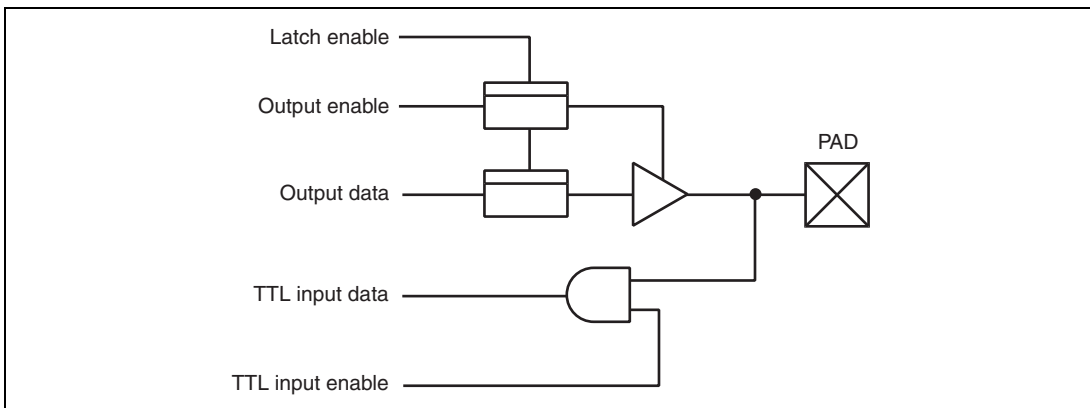 Latch enable
Output enable
PAD
Output data
TTL input data
TTL input enable